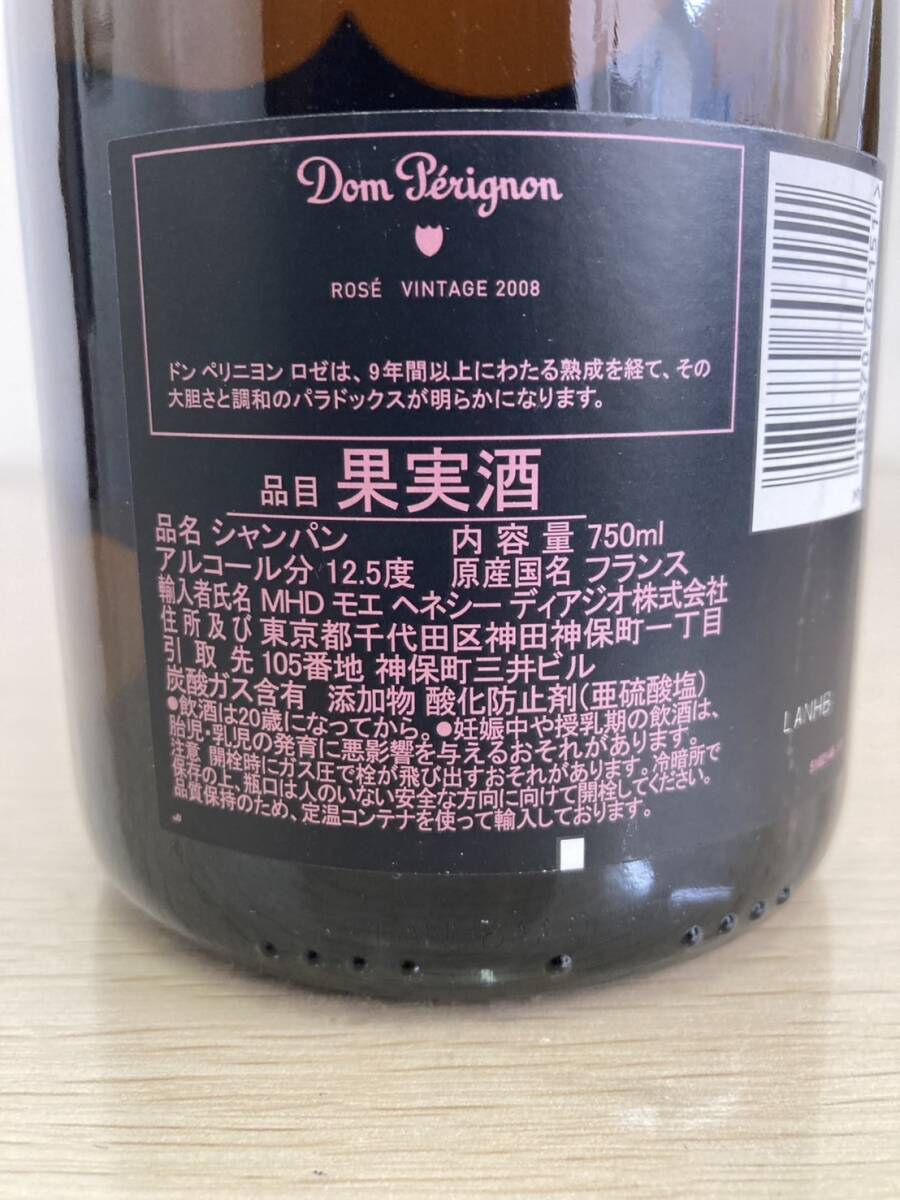 Dom Pérignon
ROSÉ VINTAGE 2008
ドン ペリニヨン ロゼは、9年間以上にわたる熟成を経て、その
大胆さと調和のパラドックスが明らかになります。
品目 果実酒
品名 シャンパン 内容量 750ml
アルコール分 12.5度 原産国名 フランス
輸入者氏名 MHD モエ ヘネシー ディアジオ株式会社
住所及び 東京都千代田区神田神保町一丁目
引取先 105番地 神保町三井ビル
炭酸ガス含有 添加物 酸化防止剤(亜硫酸塩)
●飲酒は20歳になってから。●妊娠中や授乳期の飲酒は、
胎児・乳児の発育に悪影響を与えるおそれがあります。
注意 開栓時にガス圧で栓が飛び出すおそれがあります。冷暗所で
保存の上、瓶口は人のいない安全な方向に向けて開栓してください。
品質保持のため、定温コンテナを使って輸入しております。
LANHB